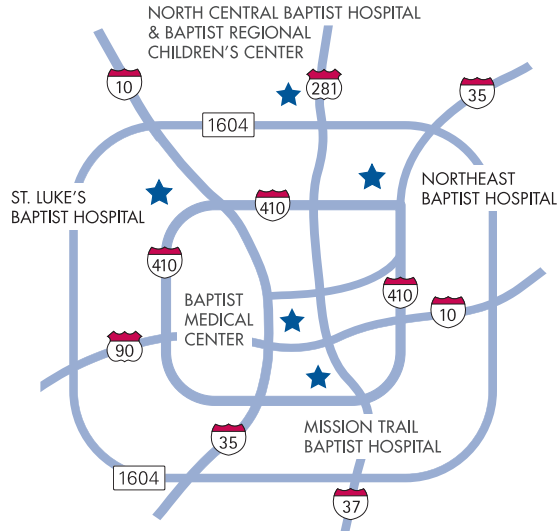 NORTH CENTRAL BAPTIST HOSPITAL
& BAPTIST REGIONAL
CHILDREN'S CENTER
10
281
35
1604
ST. LUKE'S
BAPTIST HOSPITAL
NORTHEAST
BAPTIST HOSPITAL
410
410
410
BAPTIST
MEDICAL
CENTER
10
90
MISSION TRAIL
BAPTIST HOSPITAL
35
1604
37